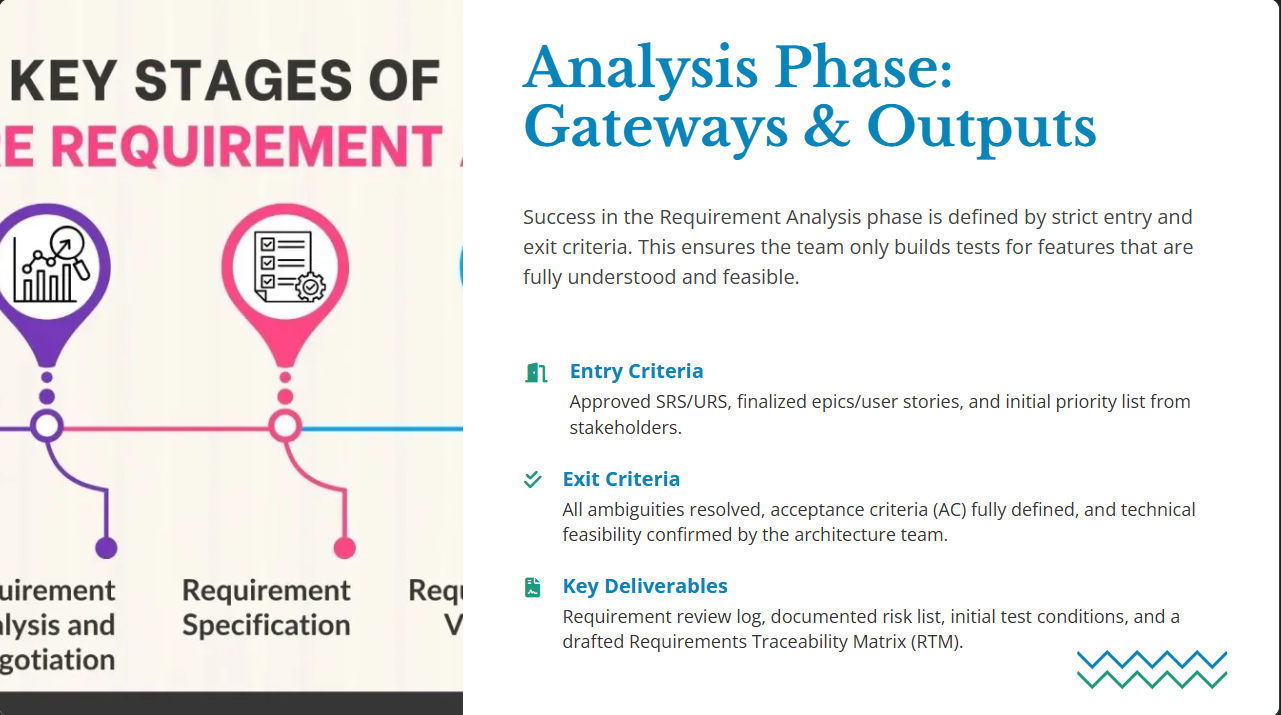 KEY STAGES OF
RE REQUIREMENT
uirement
alysis and
gotiation
Requirement
Specification
Requ
V
Analysis Phase:
Gateways & Outputs
Success in the Requirement Analysis phase is defined by strict entry and
exit criteria. This ensures the team only builds tests for features that are
fully understood and feasible.
Entry Criteria
Approved SRS/URS, finalized epics/user stories, and initial priority list from
stakeholders.
Exit Criteria
All ambiguities resolved, acceptance criteria (AC) fully defined, and technical
feasibility confirmed by the architecture team.
Key Deliverables
Requirement review log, documented risk list, initial test conditions, and a
drafted Requirements Traceability Matrix (RTM).